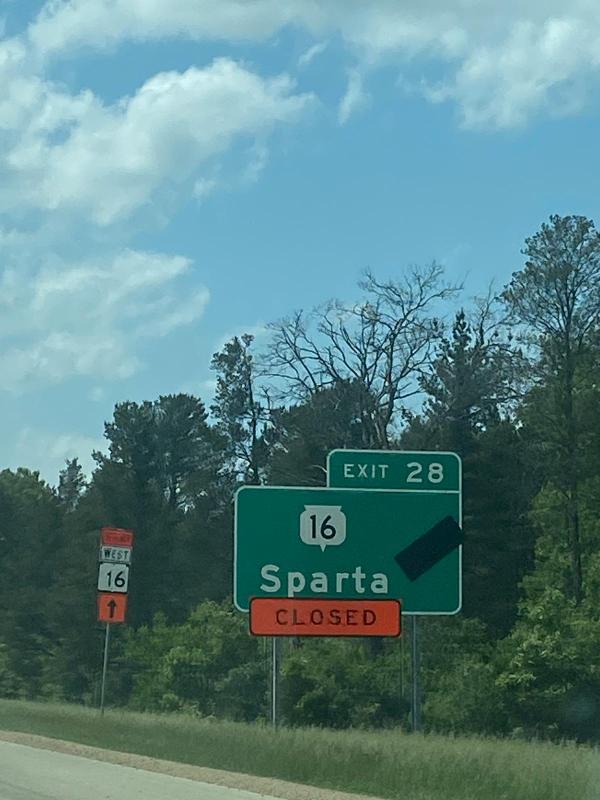 WEST
16
EXIT 28
16
Sparta
CLOSED